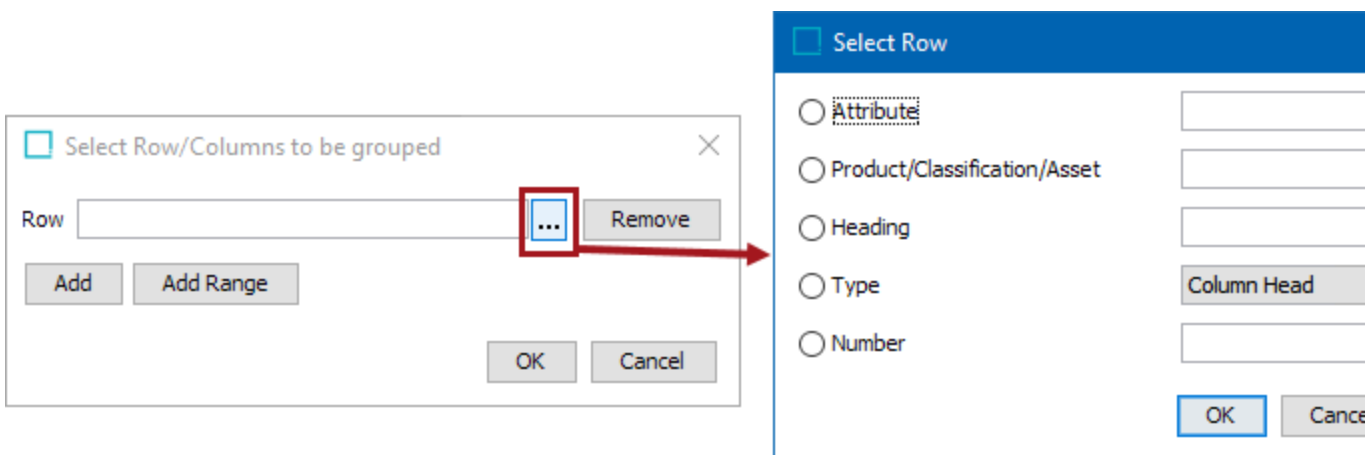 Select Row/Columns to be grouped
Row ... Remove
Add Add Range
OK Cancel
Select Row
Attribute
Product/Classification/Asset
Heading
Type Column Head
Number
OK Cance